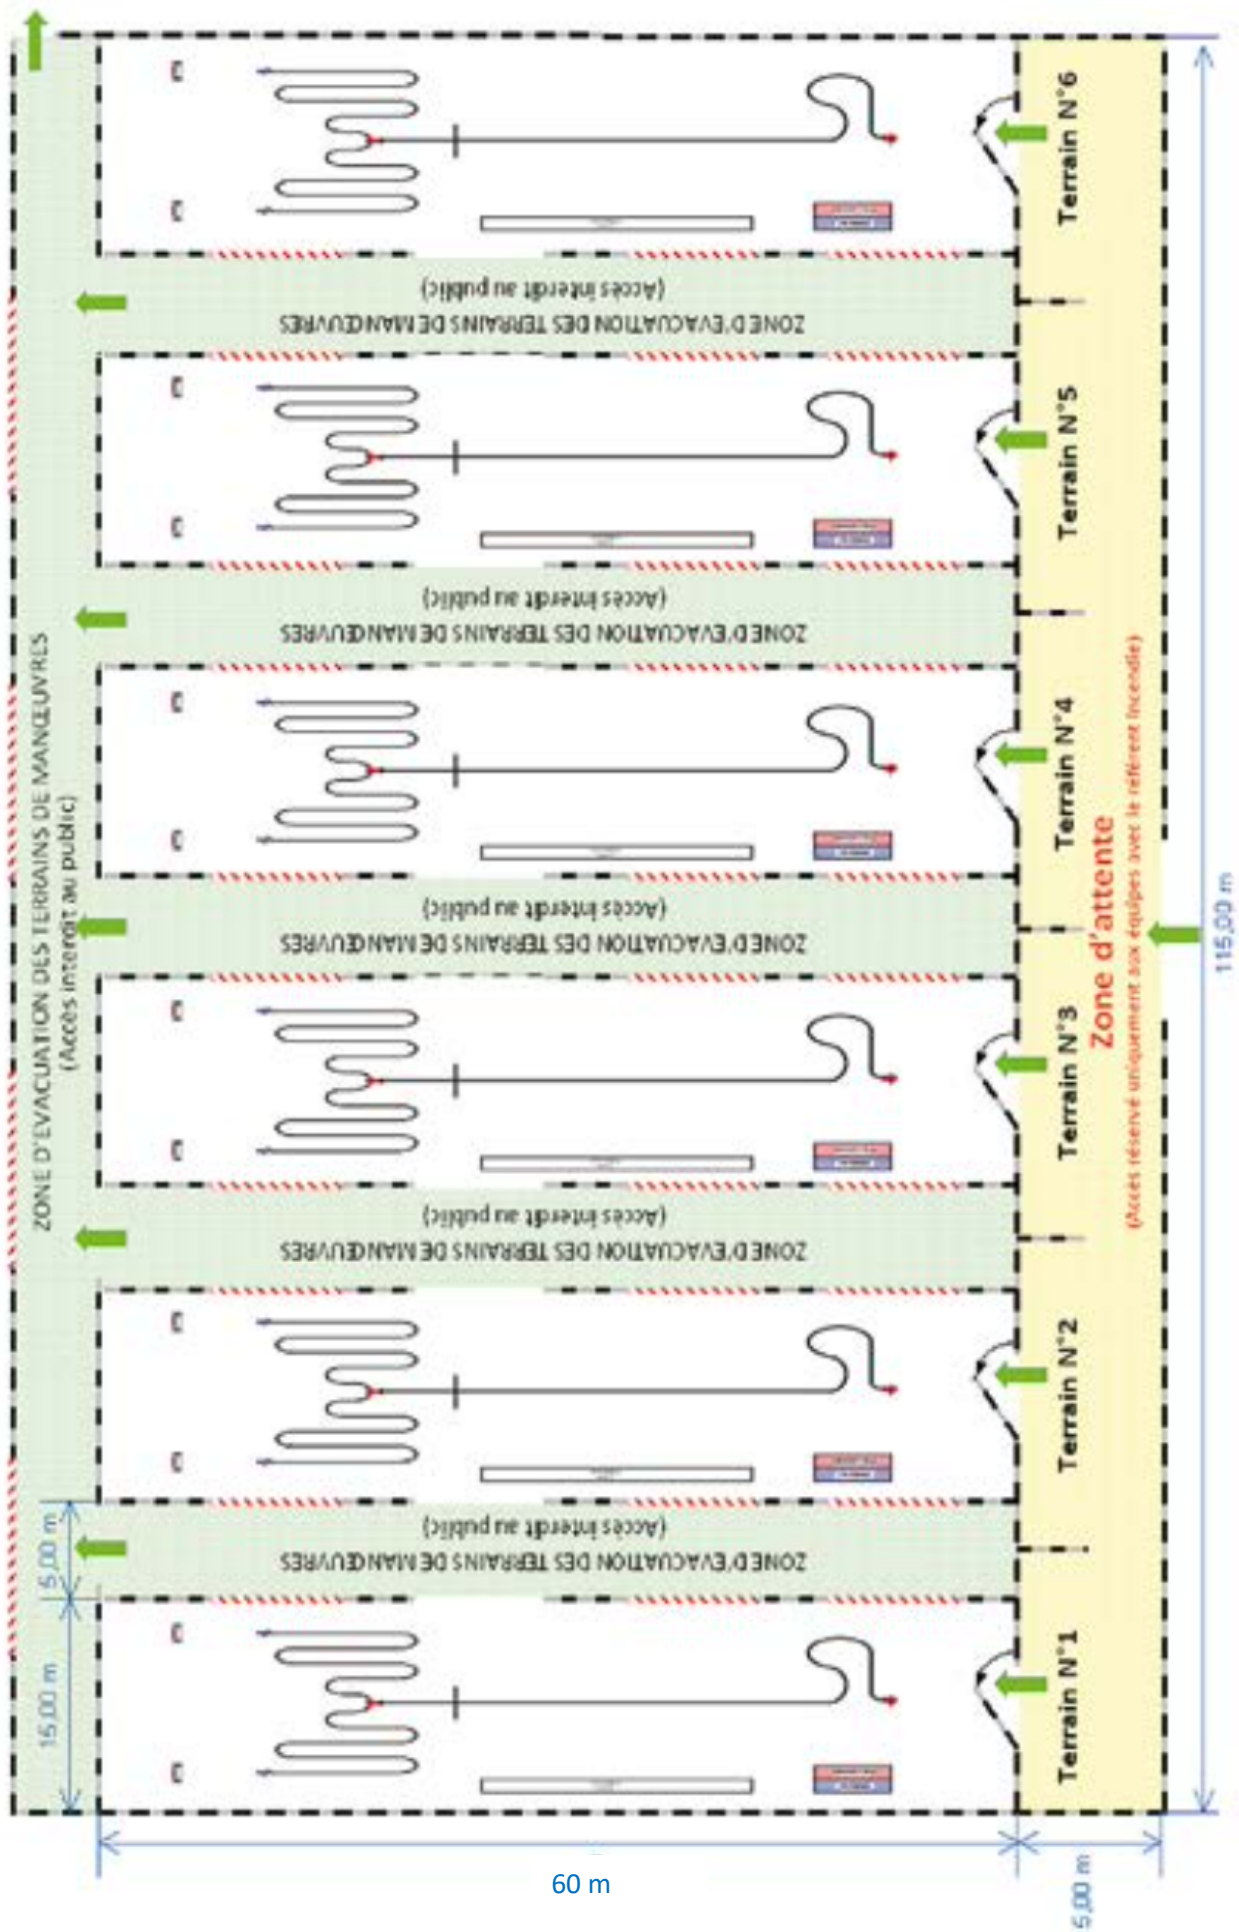 ZONE D'EVACUATION DES TERRAINS DE MANŒUVRES
(Accès interdit au public)
Terrain N°6
ZONE D'EVACUATION DES TERRAINS DE MANŒUVRES
(Accès interdit au public)
Terrain N°5
ZONE D'EVACUATION DES TERRAINS DE MANŒUVRES
(Accès interdit au public)
Terrain N°4
ZONE D'EVACUATION DES TERRAINS DE MANŒUVRES
(Accès interdit au public)
Terrain N°3
ZONE D'EVACUATION DES TERRAINS DE MANŒUVRES
(Accès interdit au public)
Terrain N°2
ZONE D'EVACUATION DES TERRAINS DE MANŒUVRES
(Accès interdit au public)
Terrain N°1
Zone d'attente
(Accès réservé uniquement aux équipes avec le référent Incendie)
115,00 m
5,00 m
15,00 m
60 m
5,00 m